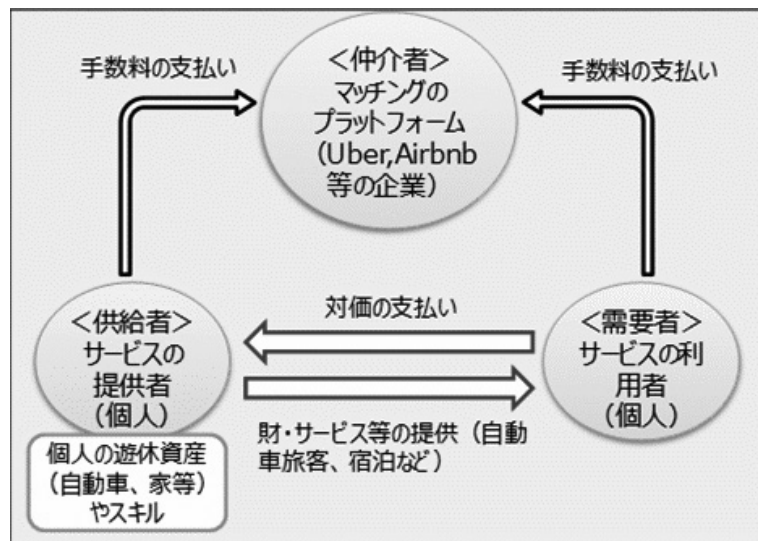 手数料の支払い
＜仲介者＞
マッチングの
プラットフォーム
（Uber,Airbnb
等の企業）
手数料の支払い
＜供給者＞
サービスの
提供者
（個人）
対価の支払い
＜需要者＞
サービスの利
用者
（個人）
財・サービス等の提供（自動
車旅客、宿泊など）
個人の遊休資産
（自動車、家等）
やスキル